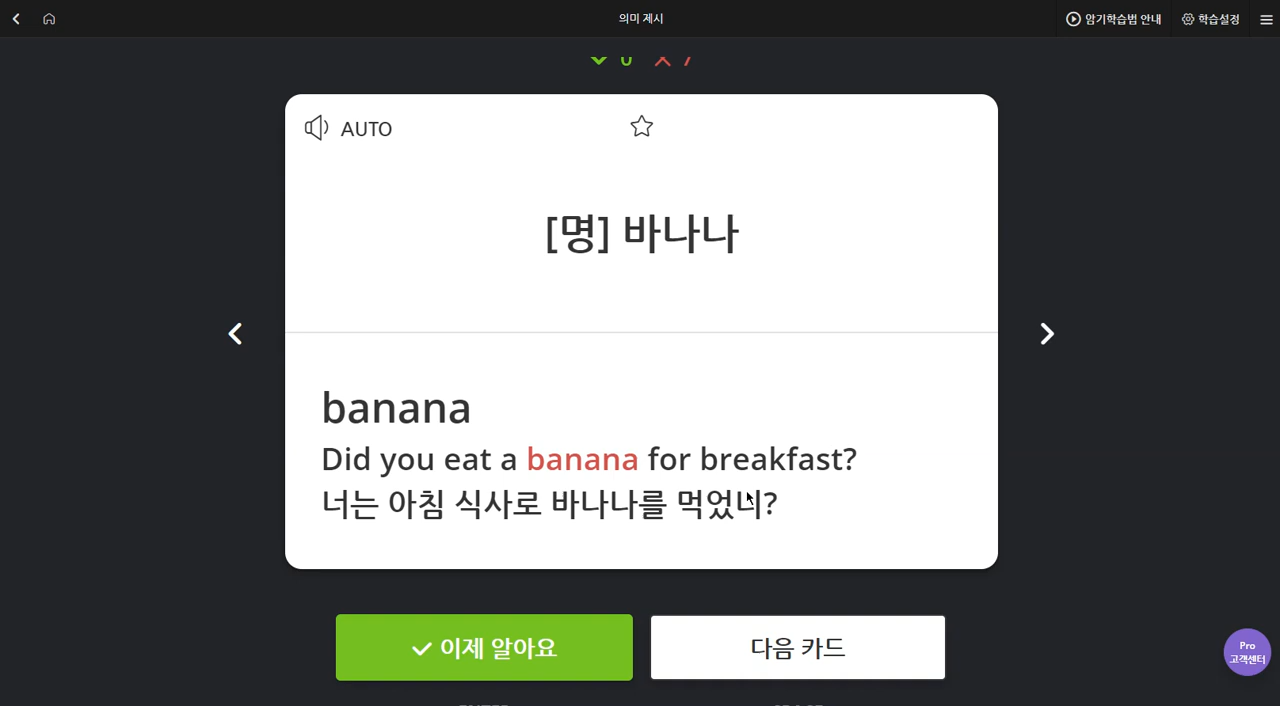 의미 제시
암기학습법 안내
학습설정
AUTO
[명] 바나나
banana
Did you eat a banana for breakfast?
너는 아침 식사로 바나나를 먹었니?
이제 알아요
다음 카드
Pro
고객센터